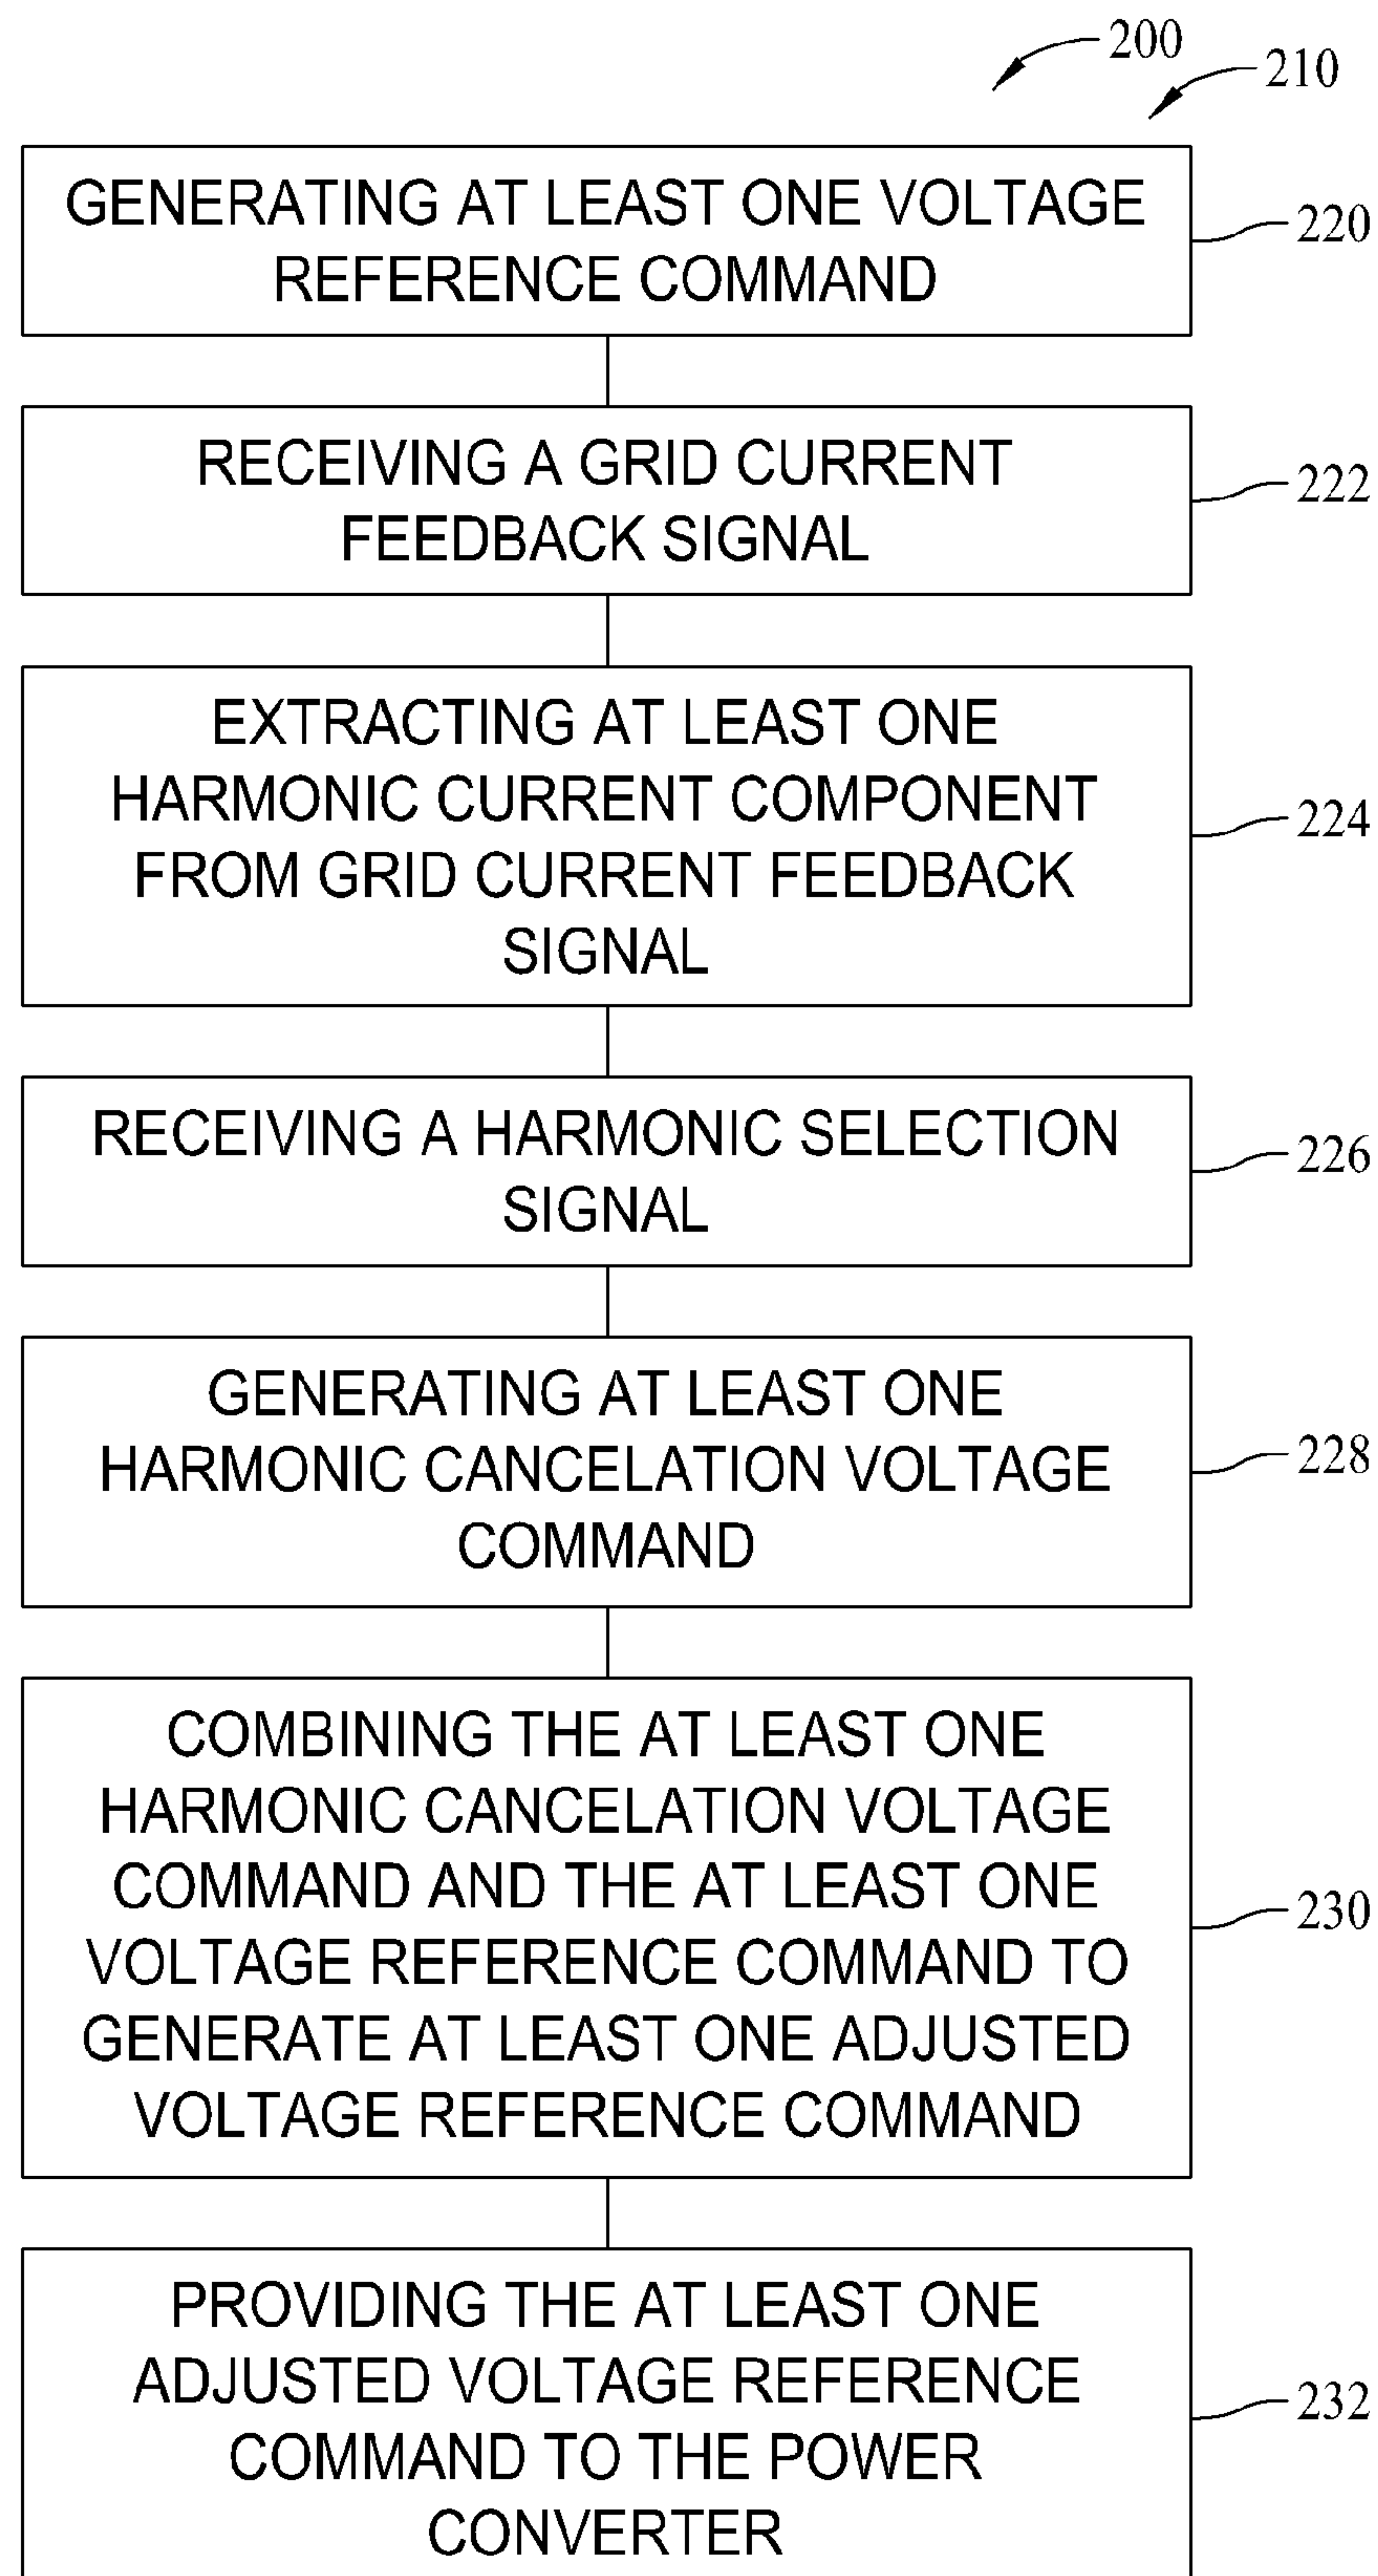 200
210
GENERATING AT LEAST ONE VOLTAGE
REFERENCE COMMAND
220
RECEIVING A GRID CURRENT
FEEDBACK SIGNAL
222
EXTRACTING AT LEAST ONE
HARMONIC CURRENT COMPONENT
FROM GRID CURRENT FEEDBACK
SIGNAL
224
RECEIVING A HARMONIC SELECTION
SIGNAL
226
GENERATING AT LEAST ONE
HARMONIC CANCELATION VOLTAGE
COMMAND
228
COMBINING THE AT LEAST ONE
HARMONIC CANCELATION VOLTAGE
COMMAND AND THE AT LEAST ONE
VOLTAGE REFERENCE COMMAND TO
GENERATE AT LEAST ONE ADJUSTED
VOLTAGE REFERENCE COMMAND
230
PROVIDING THE AT LEAST ONE
ADJUSTED VOLTAGE REFERENCE
COMMAND TO THE POWER
CONVERTER
232